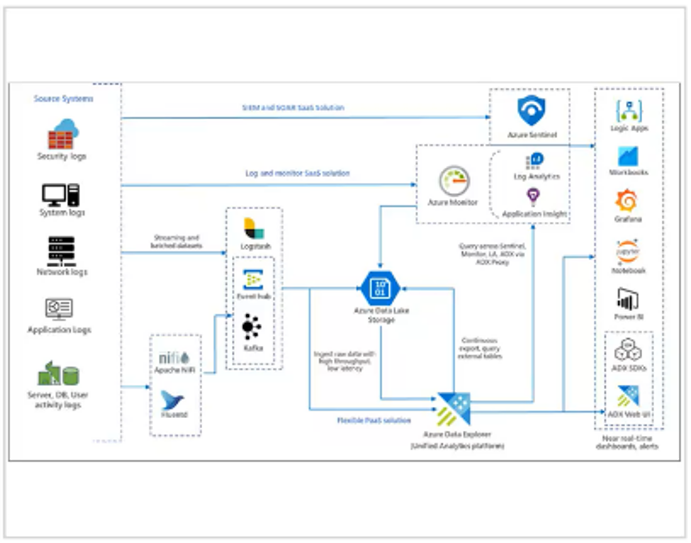 Source Systems
Security logs
System logs
Network logs
Application Logs
Server, DB, User
activity logs
SIEM and SOAR SaaS Solution
Log and monitor SaaS solution
Streaming and
batched datasets
nifi
Apache NiFi
Fluentd
Logstash
Event hub
Kafka
Azure Sentinel
Azure Monitor
Log Analytics
Application Insight
Query across Sentinel,
Monitor, LA, ADX via
ADX Proxy
10
01
Azure Data Lake
Storage
Ingest raw data with
high throughput,
low latency
Continuous
export, query
external tables
Flexible PaaS solution
Azure Data Explorer
(Unified Analytics platform)
Logic Apps
Workbooks
Grafana
jupyter
Notebook
Power BI
ADX SDKs
ADX Web UI
Near real-time
dashboards, alerts